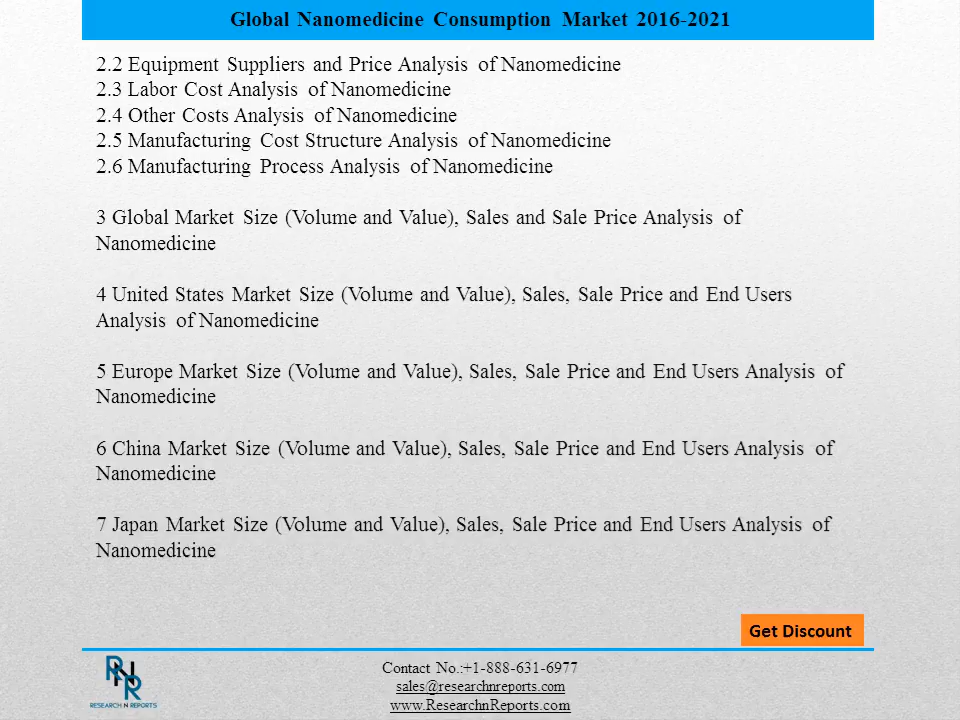 Global Nanomedicine Consumption Market 2016-2021
2.2 Equipment Suppliers and Price Analysis of Nanomedicine
2.3 Labor Cost Analysis of Nanomedicine
2.4 Other Costs Analysis of Nanomedicine
2.5 Manufacturing Cost Structure Analysis of Nanomedicine
2.6 Manufacturing Process Analysis of Nanomedicine
3 Global Market Size (Volume and Value), Sales and Sale Price Analysis of
Nanomedicine
4 United States Market Size (Volume and Value), Sales, Sale Price and End Users
Analysis of Nanomedicine
5 Europe Market Size (Volume and Value), Sales, Sale Price and End Users Analysis of
Nanomedicine
6 China Market Size (Volume and Value), Sales, Sale Price and End Users Analysis of
Nanomedicine
7 Japan Market Size (Volume and Value), Sales, Sale Price and End Users Analysis of
Nanomedicine
Get Discount
RNR
RESEARCH N REPORTS
Contact No.:+1-888-631-6977
sales@researchnreports.com
www.ResearchnReports.com